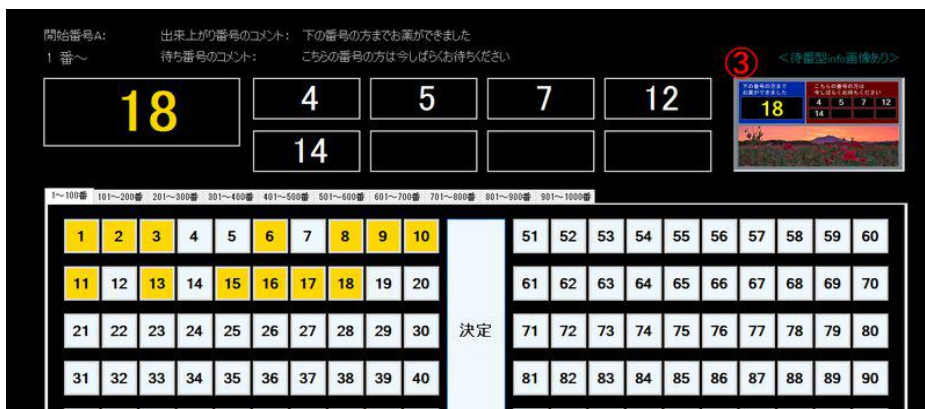 開始番号A: 出来上がり番号のコメント: 下の番号の方までお薬ができました
1 番～ 待ち番号のコメント: こちらの番号の方は今しばらくお待ちください
③ ＜待番型info画像あり＞
18 4 5 7 12
14
下の番号の方まで
お薬ができました
こちらの番号の方は
今しばらくお待ちください
18 4 5 7 12
14
1～100番 101～200番 201～300番 301～400番 401～500番 501～600番 601～700番 701～800番 801～900番 901～1000番
1 2 3 4 5 6 7 8 9 10 51 52 53 54 55 56 57 58 59 60
11 12 13 14 15 16 17 18 19 20 61 62 63 64 65 66 67 68 69 70
21 22 23 24 25 26 27 28 29 30 決定 71 72 73 74 75 76 77 78 79 80
31 32 33 34 35 36 37 38 39 40 81 82 83 84 85 86 87 88 89 90